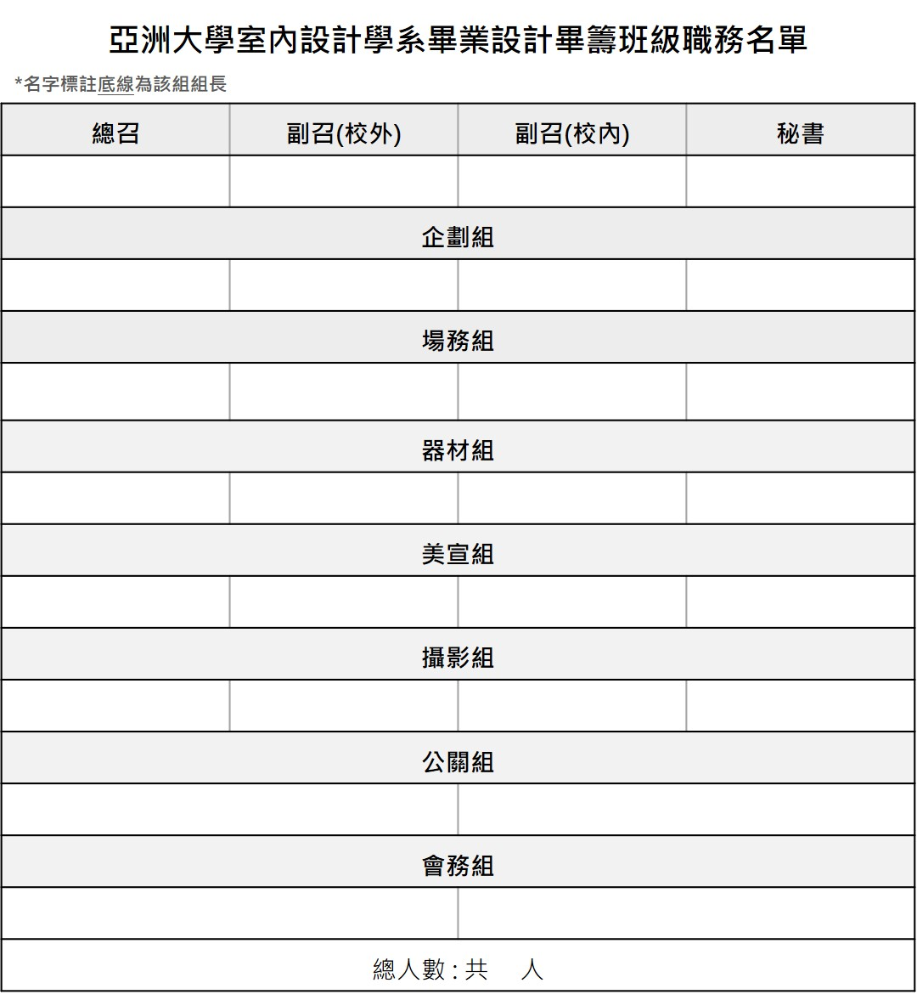 亞洲大學室內設計學系畢業設計畢籌班級職務名單
*名字標註底線為該組組長
總召 副召(校外) 副召(校內) 秘書
企劃組
場務組
器材組
美宣組
攝影組
公關組
會務組
總人數 : 共 人